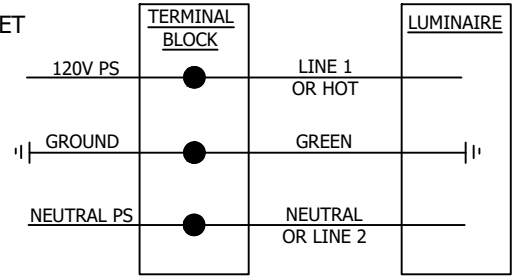 ET
TERMINAL
BLOCK
LUMINAIRE
120V PS
LINE 1
OR HOT
GROUND
GREEN
NEUTRAL PS
NEUTRAL
OR LINE 2